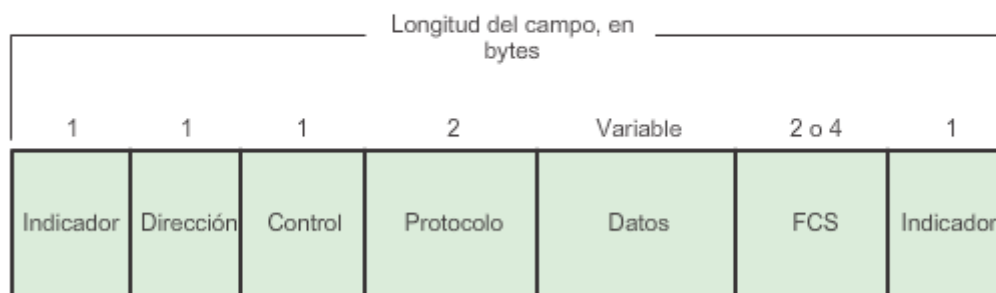 Longitud del campo, en
bytes
1 1 1 2 Variable 2 o 4 1
Indicador Dirección Control Protocolo Datos FCS Indicador